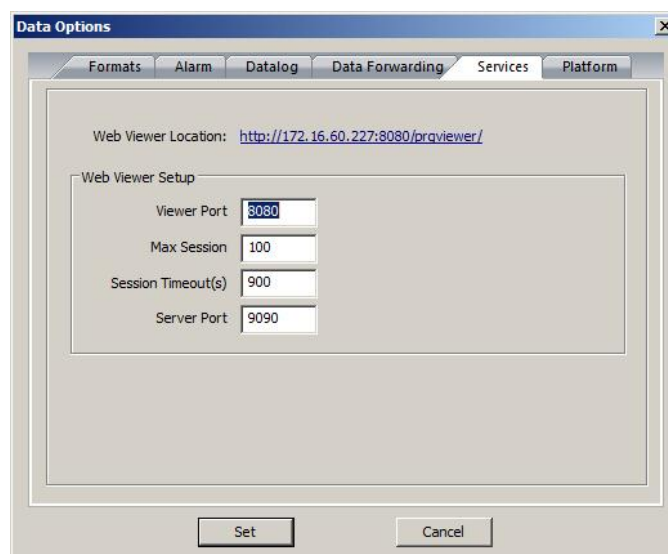 Data Options
Formats Alarm Datalog Data Forwarding Services Platform
Web Viewer Location: http://172.16.60.227:8080/prqviewer/
Web Viewer Setup
Viewer Port 8080
Max Session 100
Session Timeout(s) 900
Server Port 9090
Set Cancel